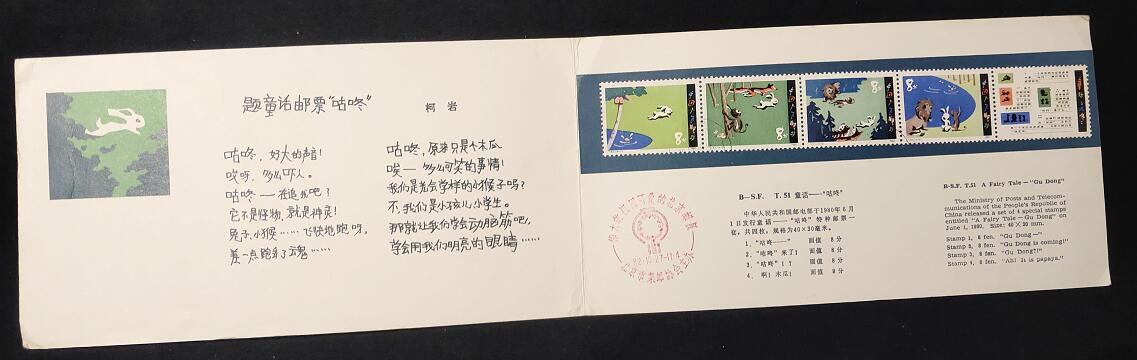 题童话邮票“咕咚”
柯岩
咕咚，好大的声音！
哎呀，多么吓人。
咕咚——在追我吧？
它不是怪物，就是神灵！
兔子、小猴……飞快地跑呀，
差一点跑丢了魂……
咕咚，原来只是个木瓜，
唉——多么可笑的事情！
我们是光会学样的小猴子吗？
不，我们是小孩儿、小学生。
那就让我们学会动脑筋吧，
学会用我们明亮的眼睛……
8分
8分
8分
8分
B—S.F. T.51 童话——“咕咚”
中华人民共和国邮电部于1980年6月
1日发行童话——“咕咚”特种邮票一
套，共四枚，规格为40×30毫米。
1、“咕咚——” 面值 8分
2、“咕咚”来了！ 面值 8分
3、“咕咚”！？ 面值 8分
4、啊！木瓜！ 面值 8分
B-S.F. T.51 A Fairy Tale—"Gu Dong"
The Ministry of Posts and Telecom-
munications of the People's Republic of
China released a set of 4 special stamps
entitled "A Fairy Tale—Gu Dong" on
June 1, 1980, Size: 40 × 30 mm.
Stamp 1, 8 fen, "Gu Dong—"
Stamp 2, 8 fen, "Gu Dong is coming!"
Stamp 3, 8 fen, "Gu Dong?!"
Stamp 4, 8 fen, "Ah! It is papaya."